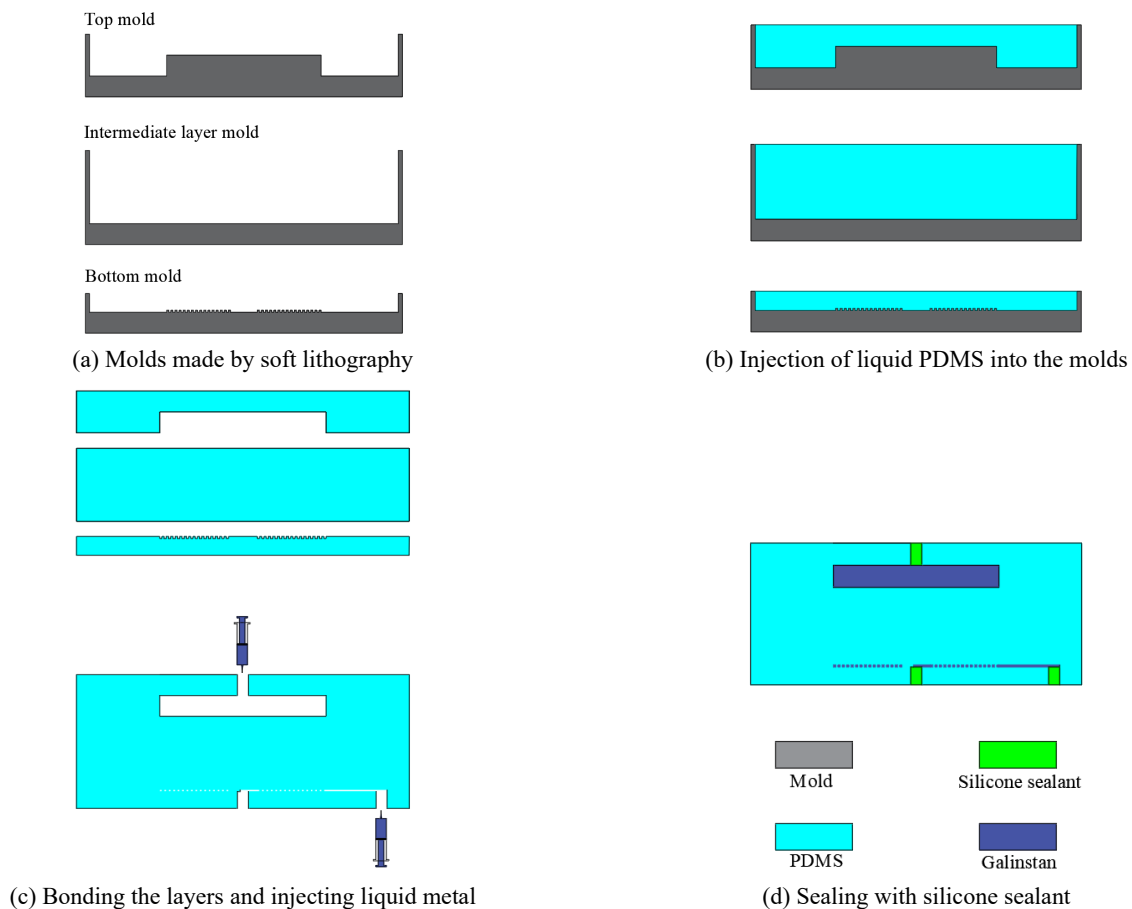 Top mold
Intermediate layer mold
Bottom mold
(a) Molds made by soft lithography
(b) Injection of liquid PDMS into the molds
(c) Bonding the layers and injecting liquid metal
Mold
Silicone sealant
PDMS
Galinstan
(d) Sealing with silicone sealant